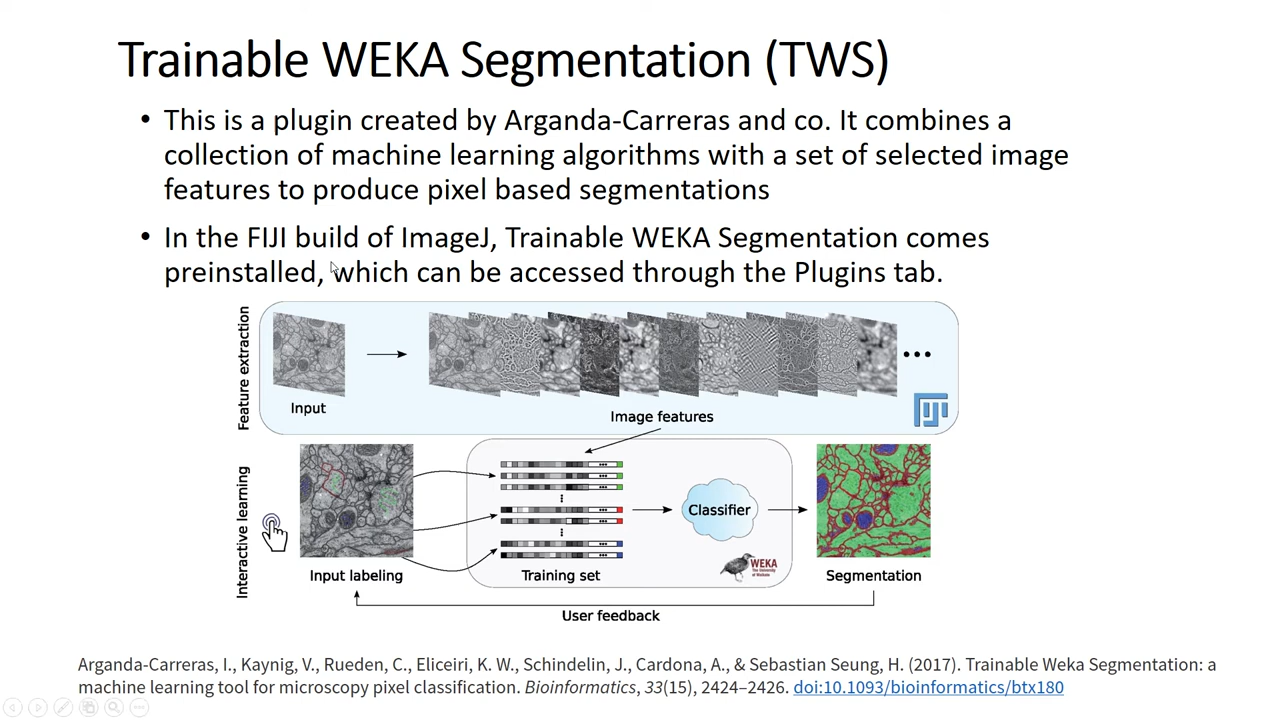 Trainable WEKA Segmentation (TWS)
• This is a plugin created by Arganda-Carreras and co. It combines a
collection of machine learning algorithms with a set of selected image
features to produce pixel based segmentations
• In the FIJI build of ImageJ, Trainable WEKA Segmentation comes
preinstalled, which can be accessed through the Plugins tab.
Feature extraction
Input
Image features
Interactive learning
Input labeling
Training set
Classifier
WEKA
The University
of Waikato
Segmentation
User feedback
Arganda-Carreras, I., Kaynig, V., Rueden, C., Eliceiri, K. W., Schindelin, J., Cardona, A., & Sebastian Seung, H. (2017). Trainable Weka Segmentation: a
machine learning tool for microscopy pixel classification. Bioinformatics, 33(15), 2424–2426. doi:10.1093/bioinformatics/btx180